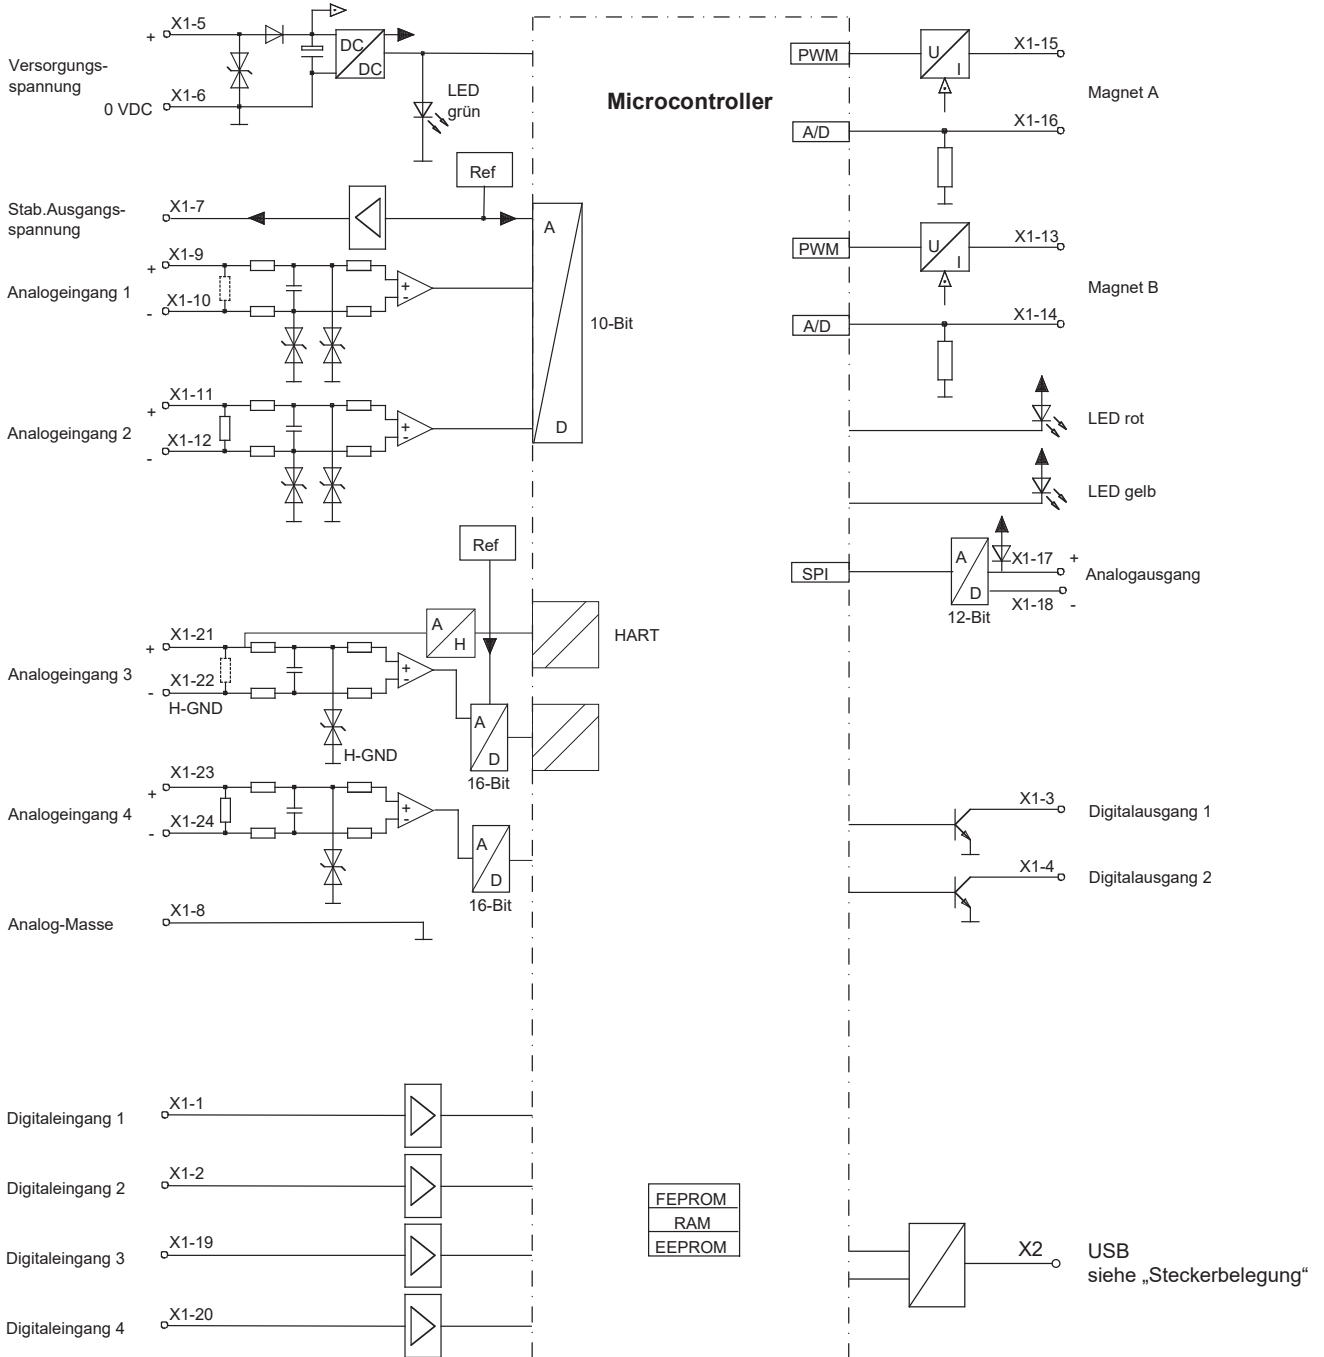 X1-5
+
DC
DC
Versorgungs-
spannung
X1-6
0 VDC
LED
grün
Microcontroller
PWM
U
I
X1-15
Magnet A
A/D
X1-16
Ref
Stab.Ausgangs-
spannung
X1-7
A
D
10-Bit
X1-9
+
Analogeingang 1
X1-10
-
+
-
PWM
U
I
X1-13
Magnet B
A/D
X1-14
X1-11
+
Analogeingang 2
X1-12
-
+
-
LED rot
LED gelb
Ref
SPI
A
D
12-Bit
X1-17
+
Analogausgang
X1-18
-
A
H
HART
X1-21
+
Analogeingang 3
X1-22
-
H-GND
+
-
H-GND
A
D
16-Bit
X1-23
+
Analogeingang 4
X1-24
-
+
-
A
D
16-Bit
X1-3
Digitalausgang 1
X1-4
Digitalausgang 2
X1-8
Analog-Masse
X1-1
Digitaleingang 1
X1-2
Digitaleingang 2
X1-19
Digitaleingang 3
X1-20
Digitaleingang 4
FEPROM
RAM
EEPROM
X2
USB
siehe „Steckerbelegung“